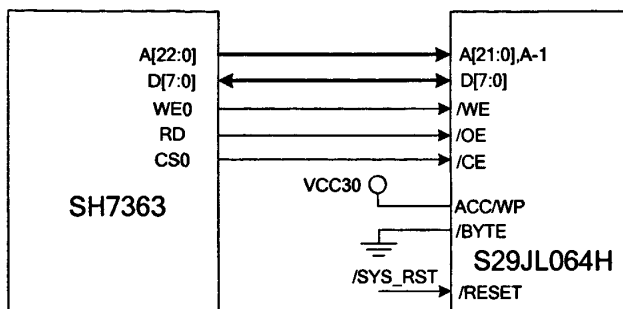 A[22:0] A[21:0],A-1
D[7:0] D[7:0]
WE0 /WE
RD /OE
CS0 /CE
VCC30
SH7363 ACC/WP
/BYTE
S29JL064H
/SYS_RST
/RESET